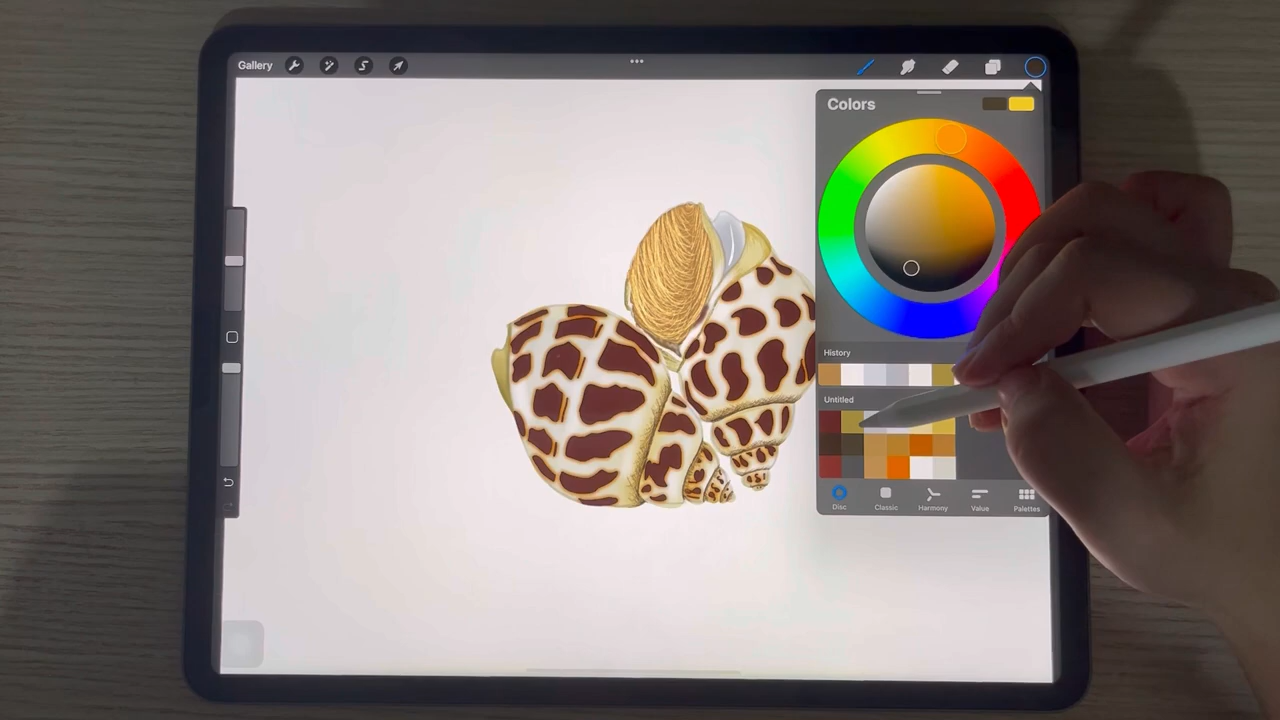 Gallery
Colors
History
Untitled
Disc Classic Harmony Value Palettes